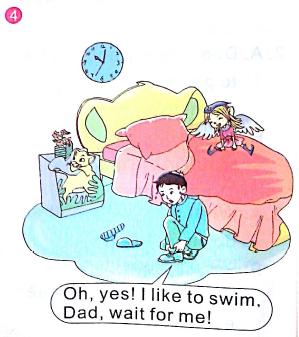 4
Oh, yes! I like to swim.
Dad, wait for me!